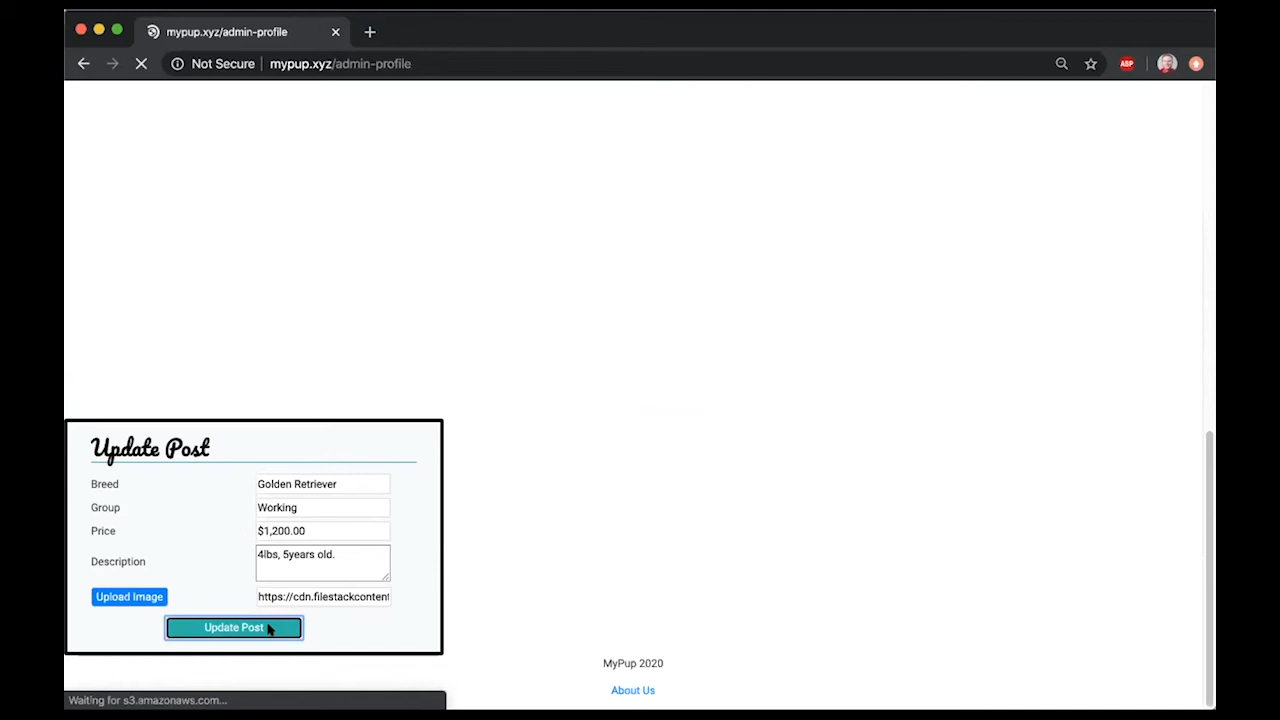 mypup.xyz/admin-profile
Not Secure mypup.xyz/admin-profile
ABP
Update Post
Breed Golden Retriever
Group Working
Price $1,200.00
Description 4lbs, 5years old.
Upload Image https://cdn.filestackcontent
Update Post
MyPup 2020
About Us
Waiting for s3.amazonaws.com...